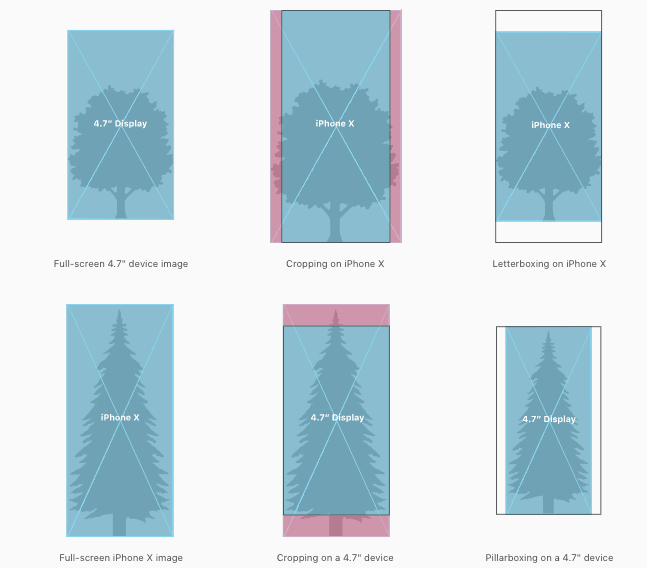 4.7" Display
iPhone X
iPhone X
Full-screen 4.7" device image
Cropping on iPhone X
Letterboxing on iPhone X
iPhone X
4.7" Display
4.7" Display
Full-screen iPhone X image
Cropping on a 4.7" device
Pillarboxing on a 4.7" device